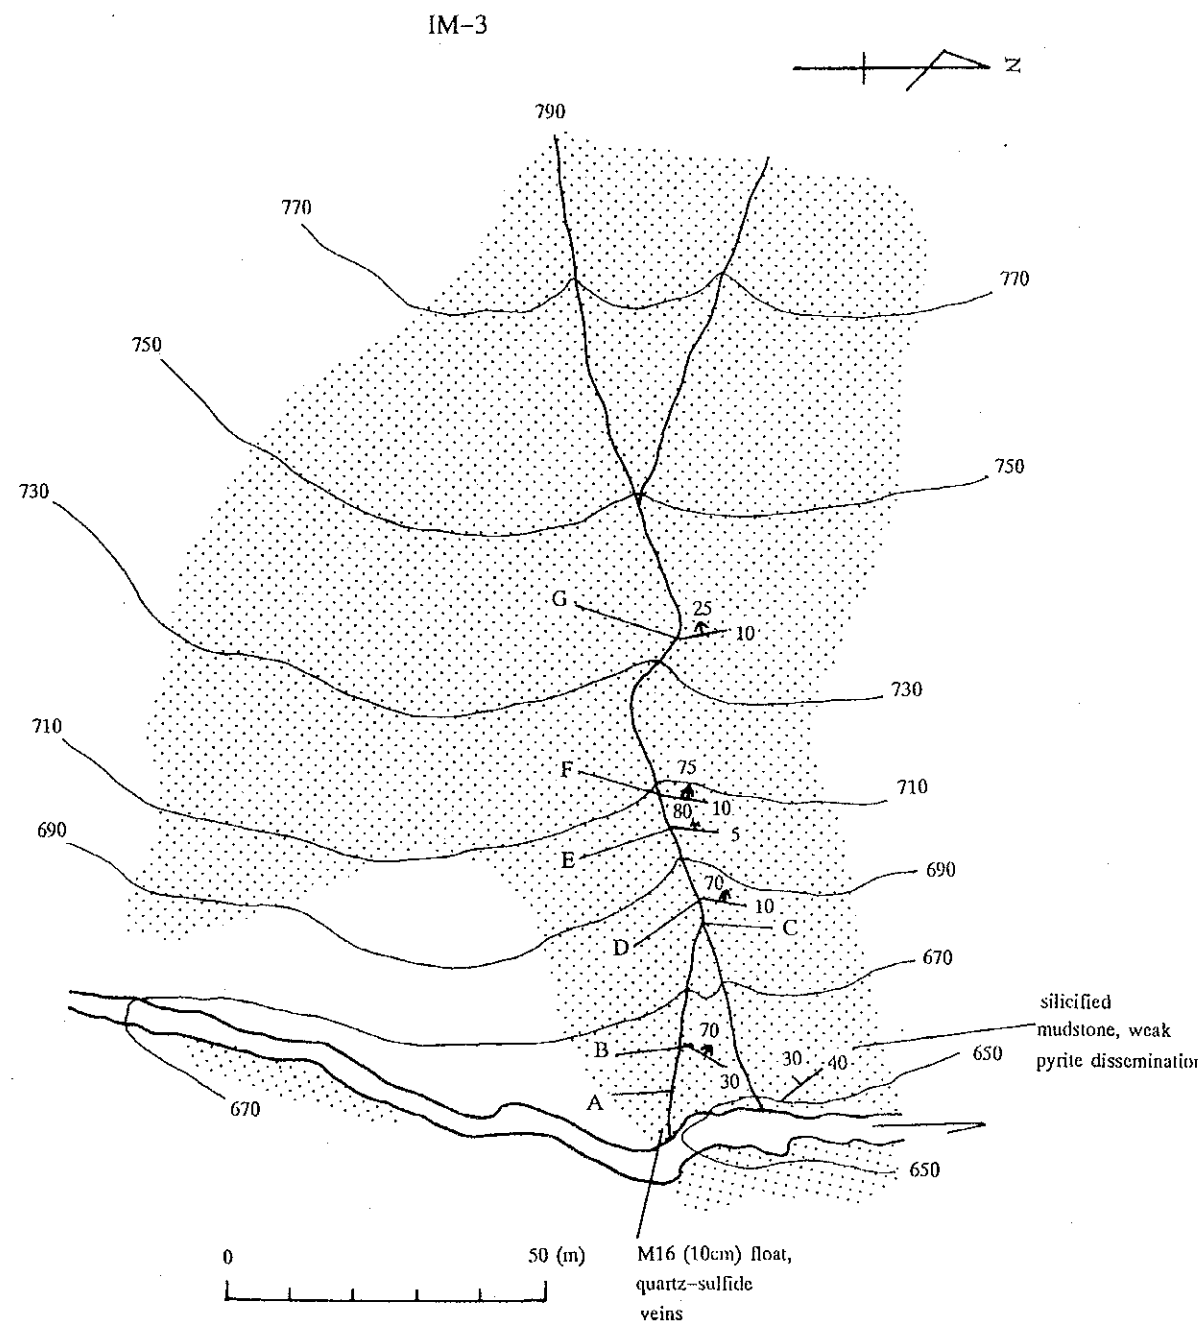 IM-3
N
790
770
770
750
750
730
G
25
10
730
710
F
75
710
10
80
5
E
690
690
70
10
C
D
670
silicified
mudstone, weak
pyrite dissemination
70
B
30
40
650
30
A
670
650
0
50 (m)
M16 (10cm) float,
quartz-sulfide
veins